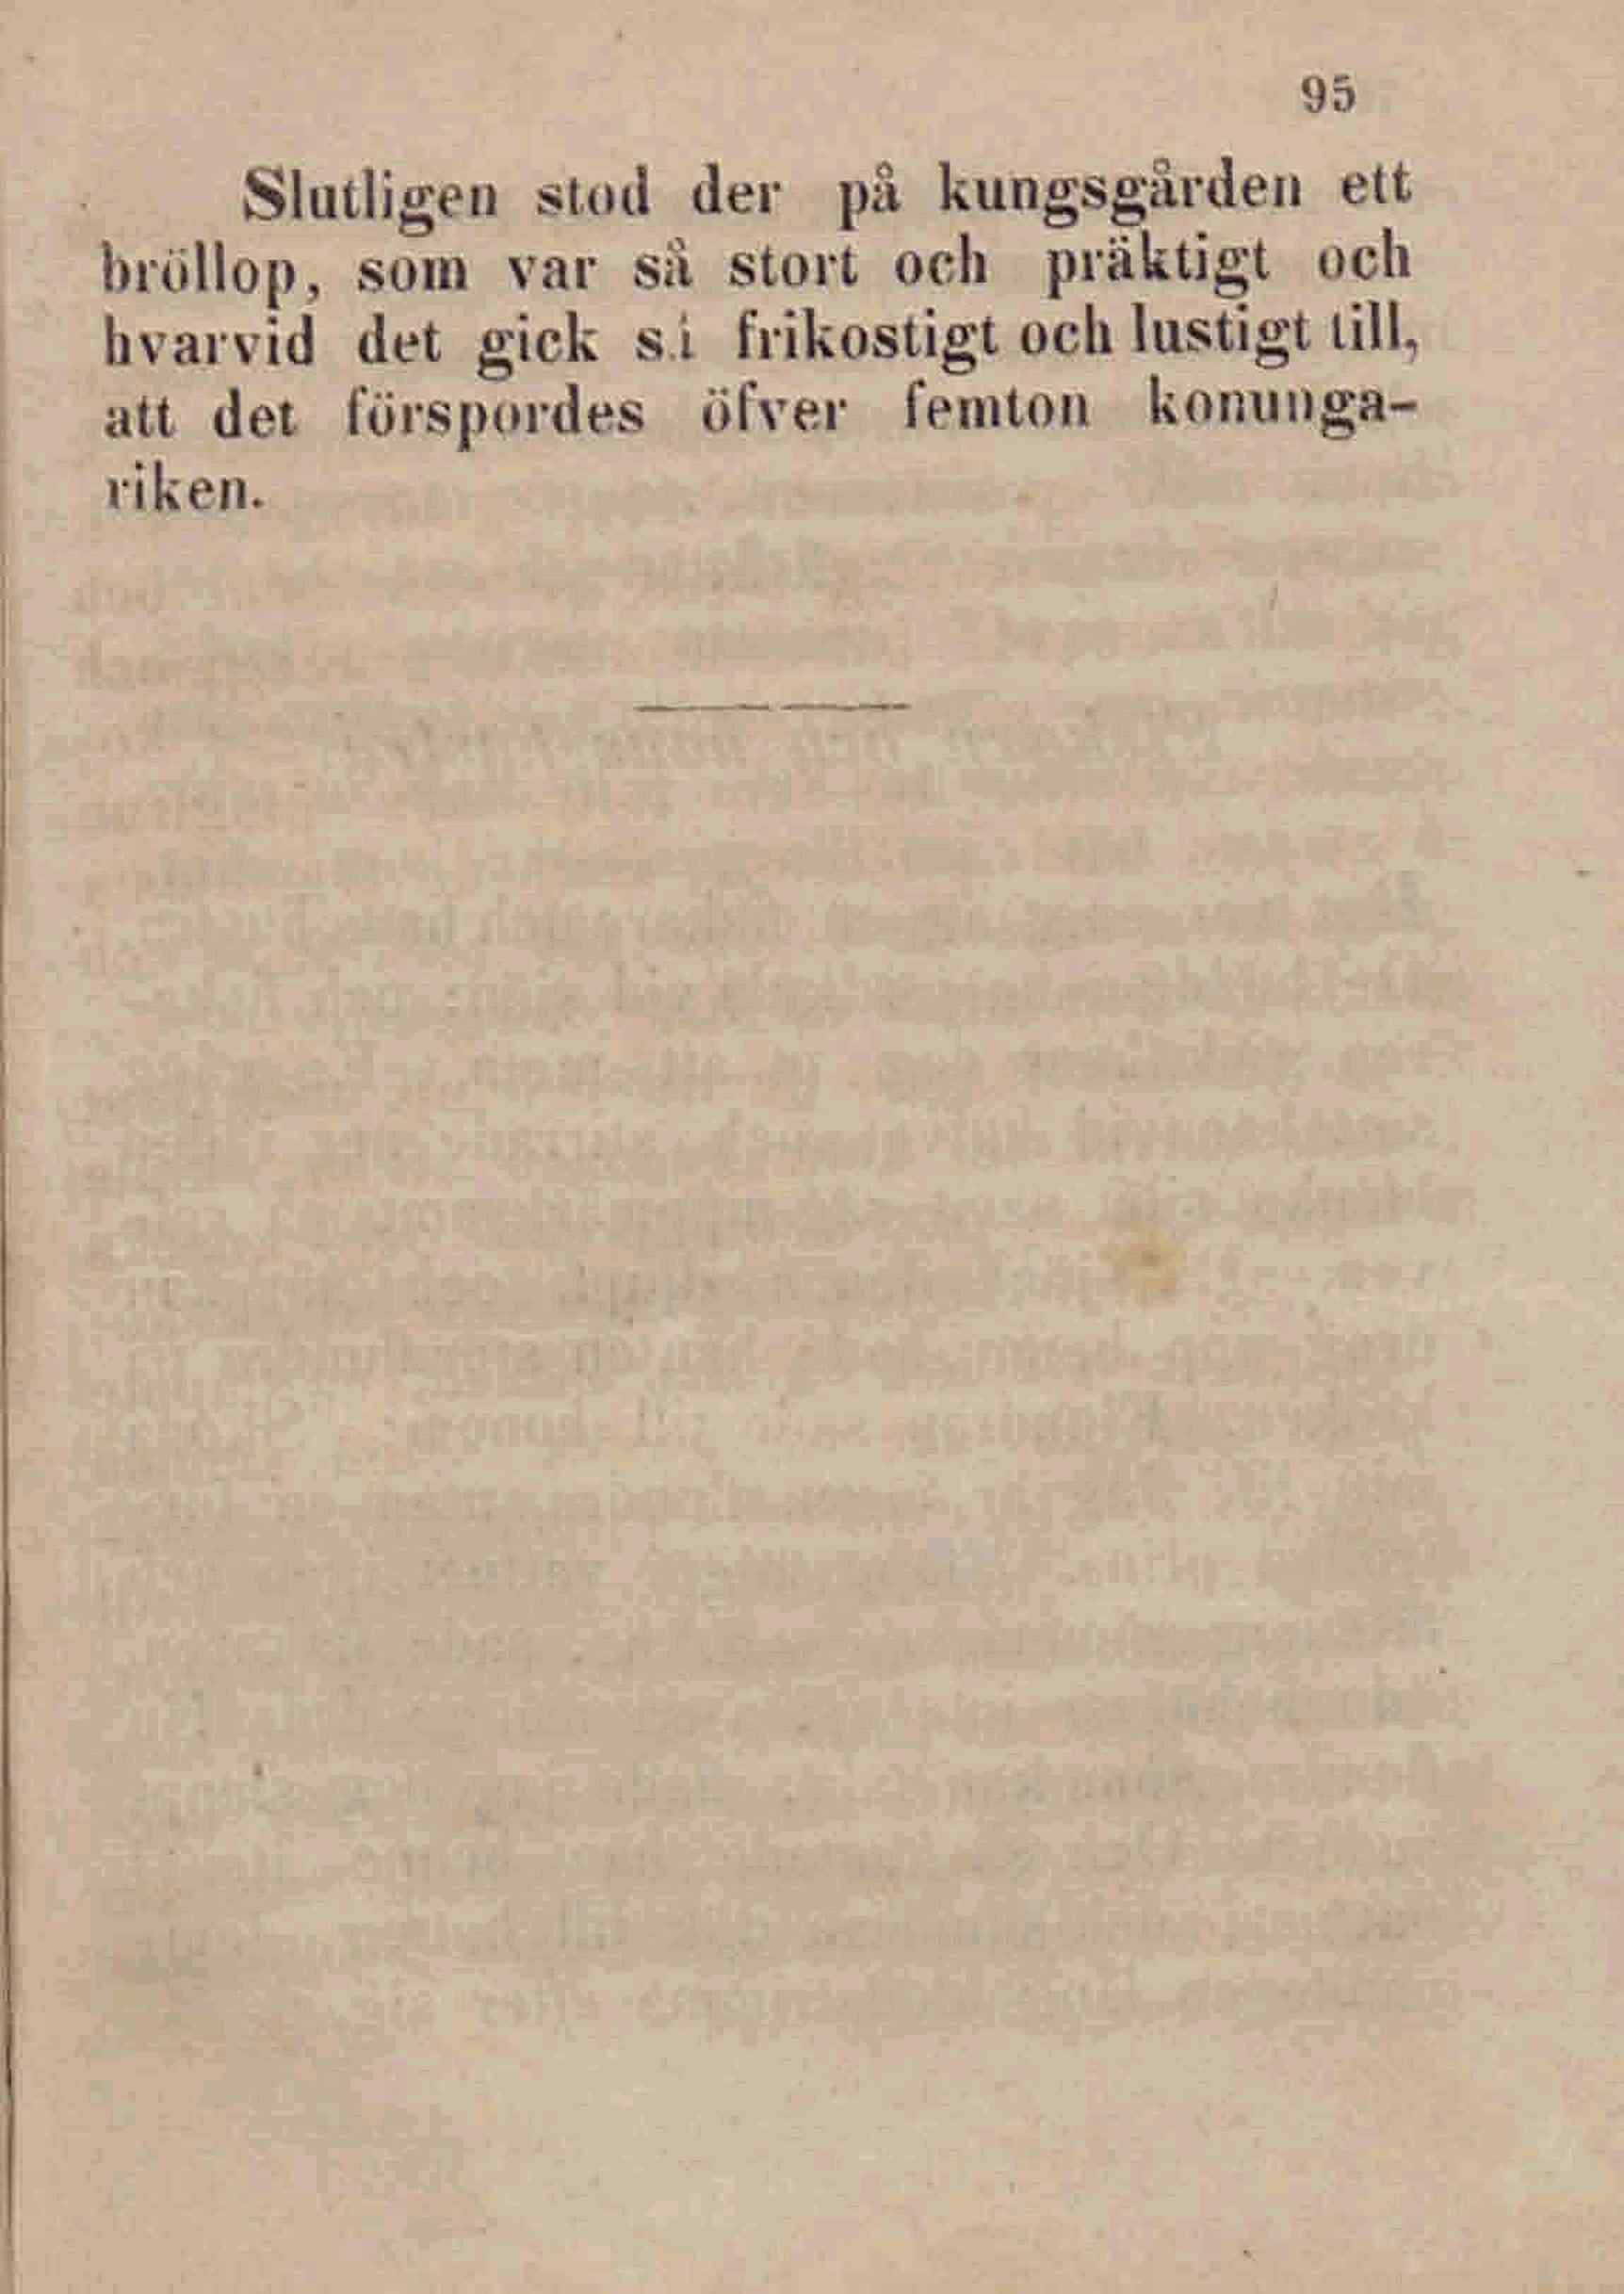 95
Slutligen stod der på kungsgården ett
bröllop, som var så stort och präktigt och
hvarvid det gick så frikostigt och lustigt till,
att det förspordes öfver femton konunga-
riken.